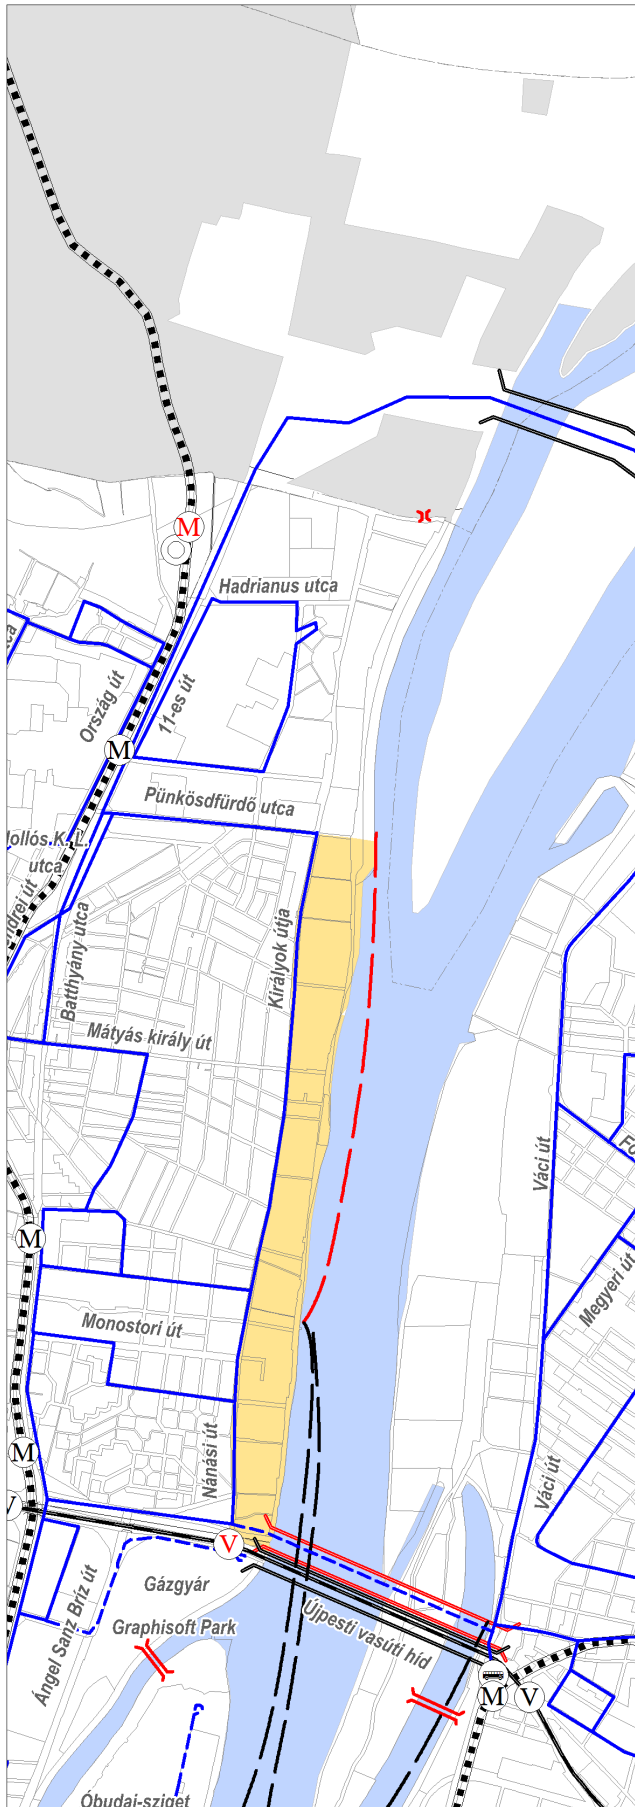 M
Hadrianus utca
Ország út
11-es út
M
Pünkösdfürdő utca
utca
Batthyány utca
Királyok útja
Mátyás király út
Váci út
M
Megyeri út
Monostori út
M
Nánási út
Váci út
V
V
Gázgyár
Graphisoft Park
Ángel Sanz Bríz út
Újpesti vasúti híd
M
V
Óbudai-sziget